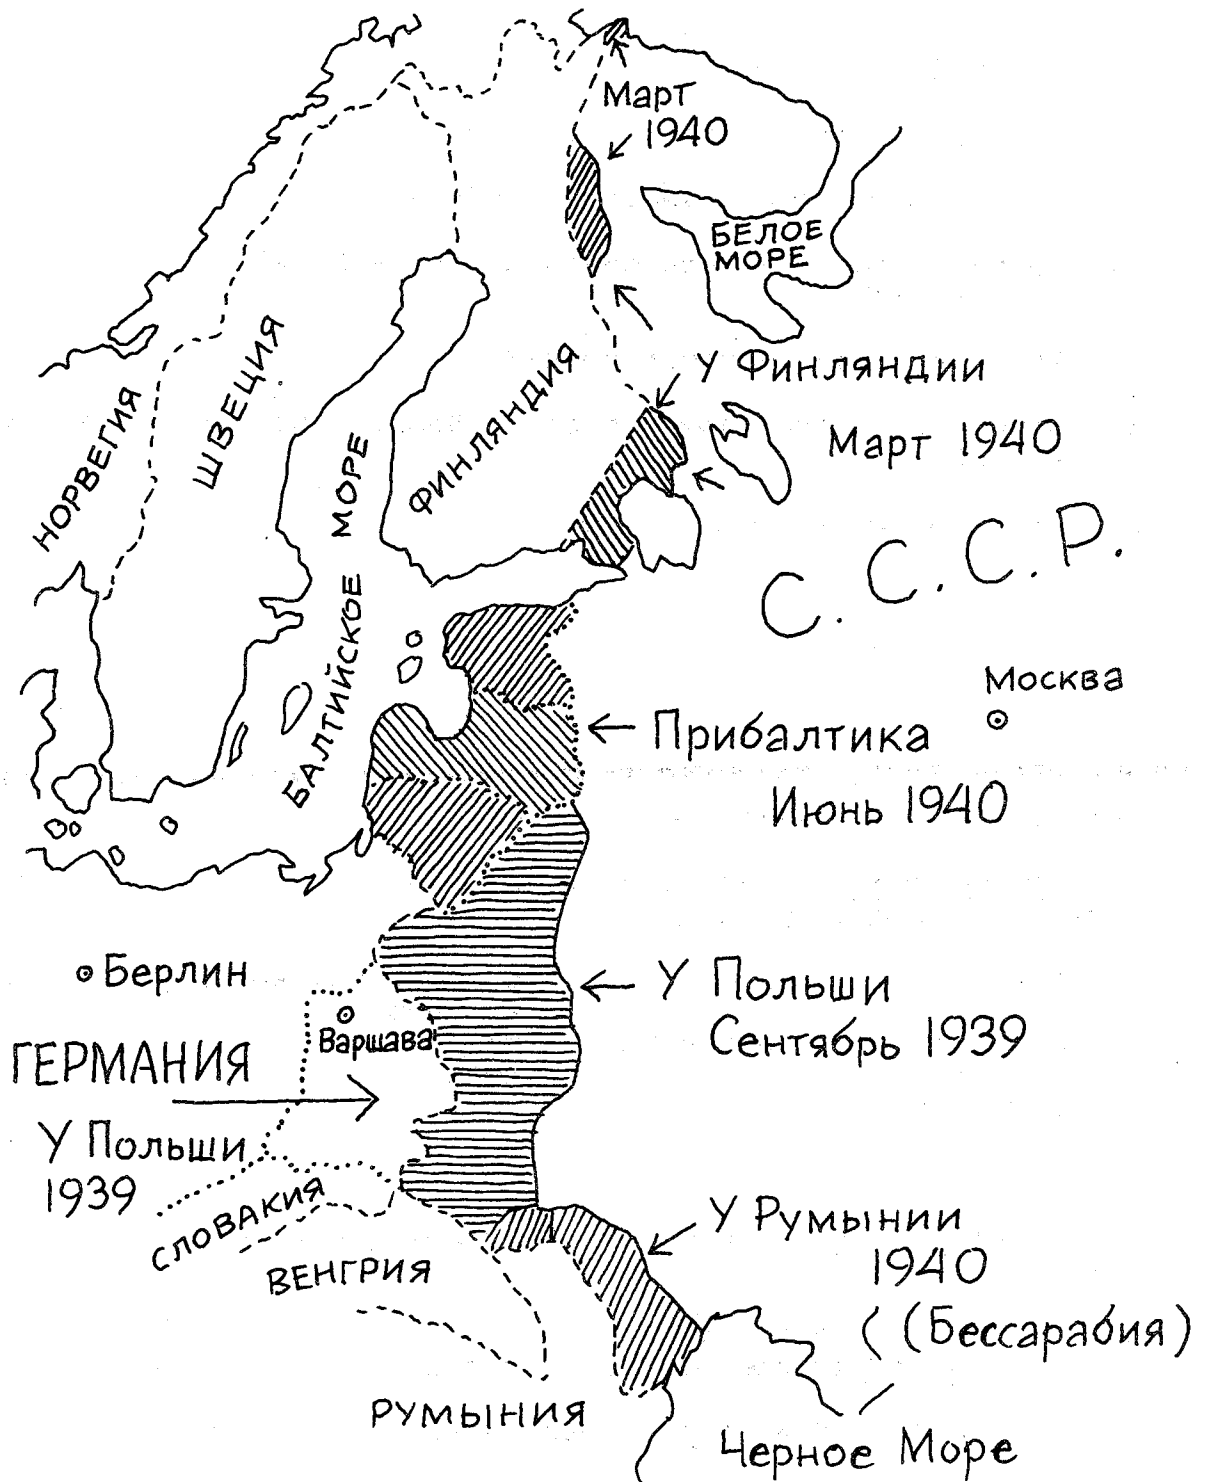 Март
1940
БЕЛОЕ
МОРЕ
НОРВЕГИЯ
ШВЕЦИЯ
ФИНЛЯНДИЯ
У Финляндии
Март 1940
БАЛТИЙСКОЕ МОРЕ
С.С.С.Р.
Москва
Прибалтика
Июнь 1940
Берлин
Варшава
ГЕРМАНИЯ
У Польши
1939
У Польши
Сентябрь 1939
СЛОВАКИЯ
ВЕНГРИЯ
РУМЫНИЯ
У Румынии
1940
( (Бессарабия)
Черное Море